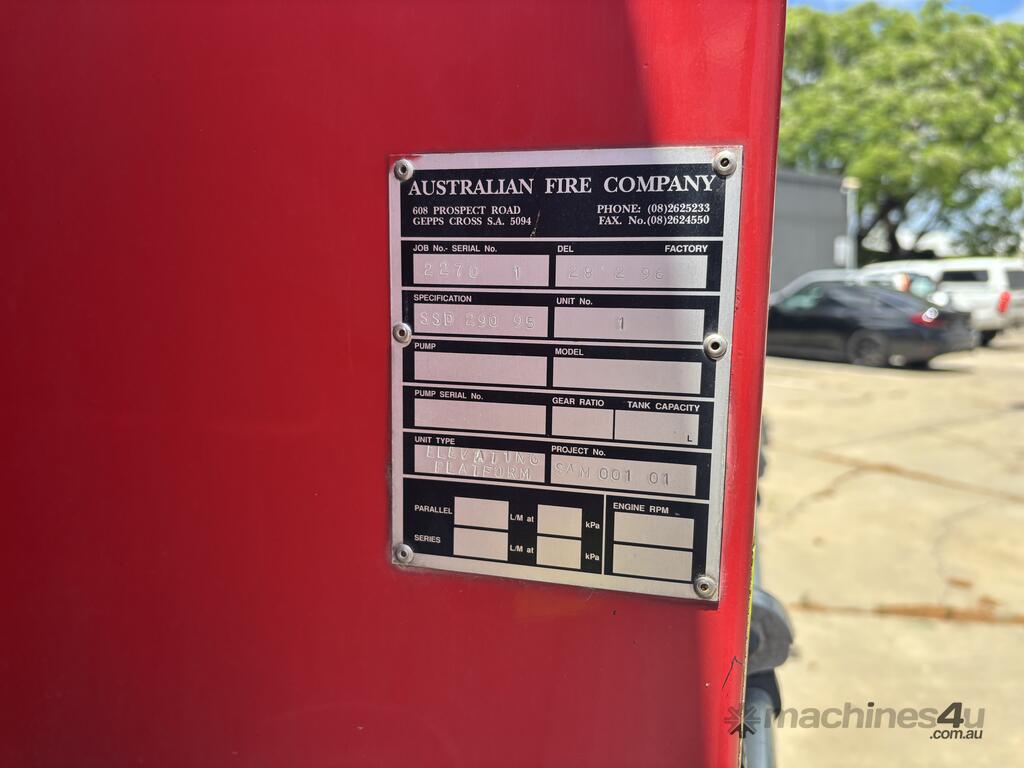 AUSTRALIAN FIRE COMPANY
608 PROSPECT ROAD
GEPPS CROSS S.A. 5094
PHONE: (08)2625233
FAX. No.(08)2624550
JOB No.- SERIAL No.
DEL
FACTORY
2270 1
28 2 96
SPECIFICATION
UNIT No.
SSP 290 95
1
PUMP
MODEL
PUMP SERIAL No.
GEAR RATIO
TANK CAPACITY
L
UNIT TYPE
PROJECT No.
ELEVATING
PLATFORM
SAM 001 01
PARALLEL
L/M at
kPa
ENGINE RPM
SERIES
L/M at
kPa
machines4u
.com.au